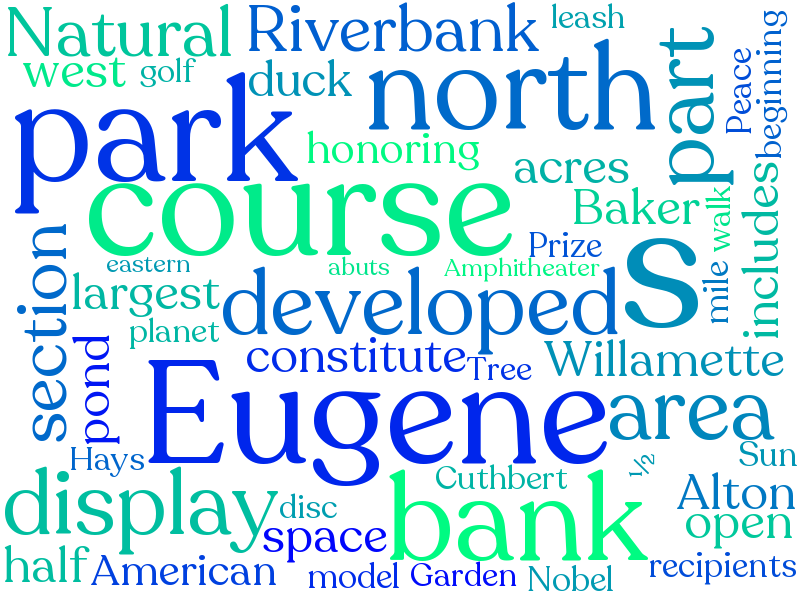 Natural
Riverbank
leash
west
golf
duck
north
part
Peace
beginning
park
honoring
acres
course
Baker
walk
includes
Prize
s
mile
section
eastern
abuts
Amphitheater
largest
developed
planet
pond
constitute
Tree
Willamette
Eugene
area
Hays
½
Sun
display
disc
Cuthbert
bank
Alton
open
space
half
American
model
Garden
Nobel
recipients